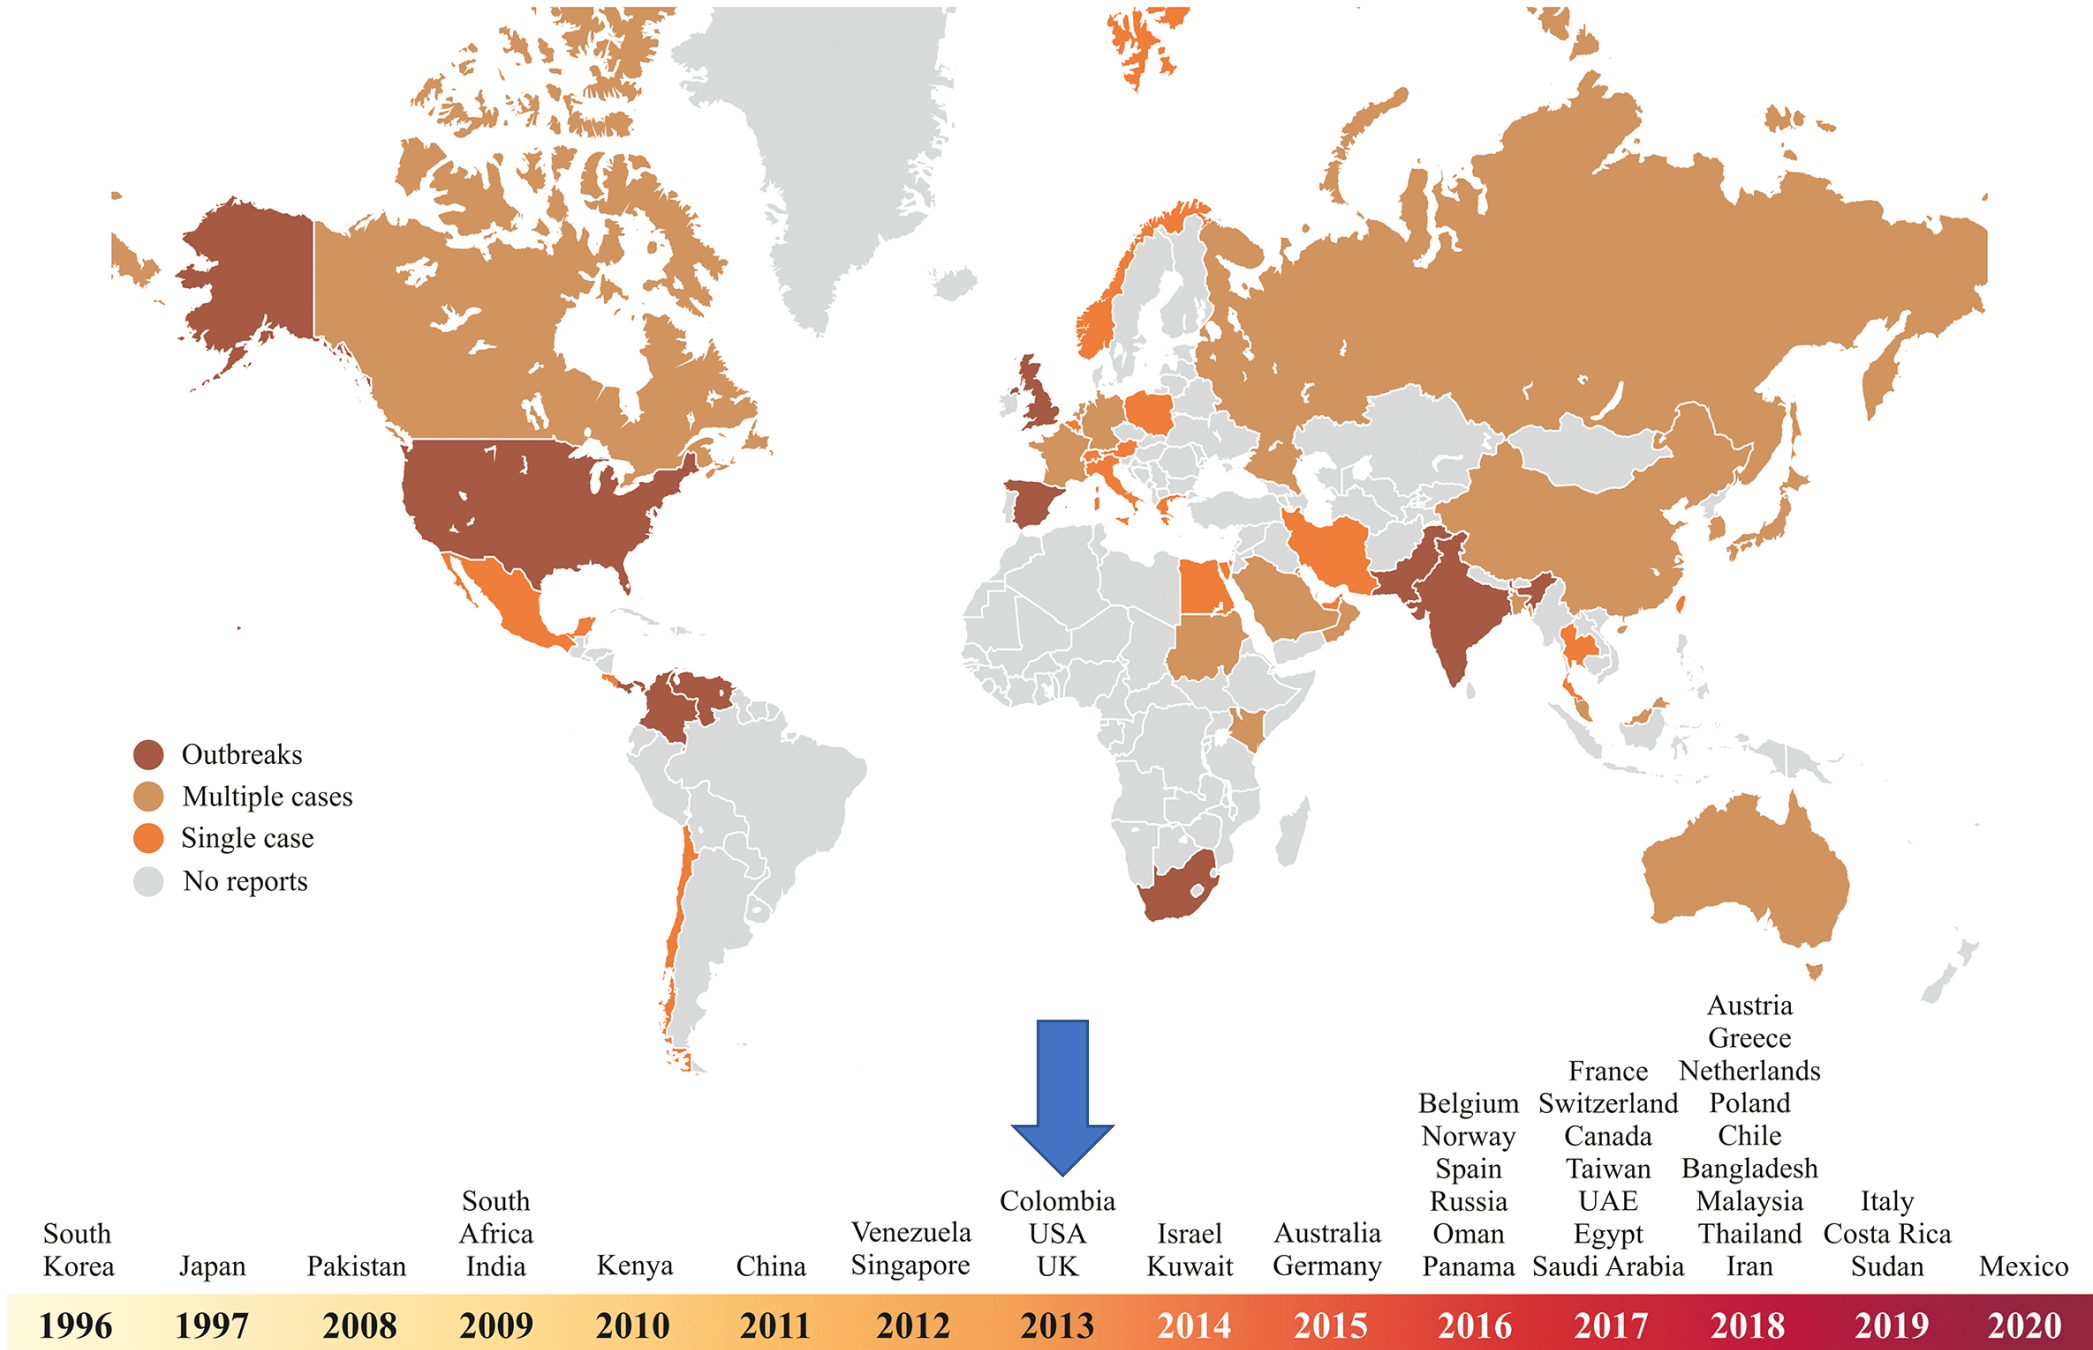 Outbreaks
Multiple cases
Single case
No reports
South
Korea
Japan
Pakistan
South
Africa
India
Kenya
China
Venezuela
Singapore
Colombia
USA
UK
Israel
Kuwait
Australia
Germany
Belgium
Norway
Spain
Russia
Oman
Panama
France
Switzerland
Canada
Taiwan
UAE
Egypt
Saudi Arabia
Austria
Greece
Netherlands
Poland
Chile
Bangladesh
Malaysia
Thailand
Iran
Italy
Costa Rica
Sudan
Mexico
1996 1997 2008 2009 2010 2011 2012 2013 2014 2015 2016 2017 2018 2019 2020